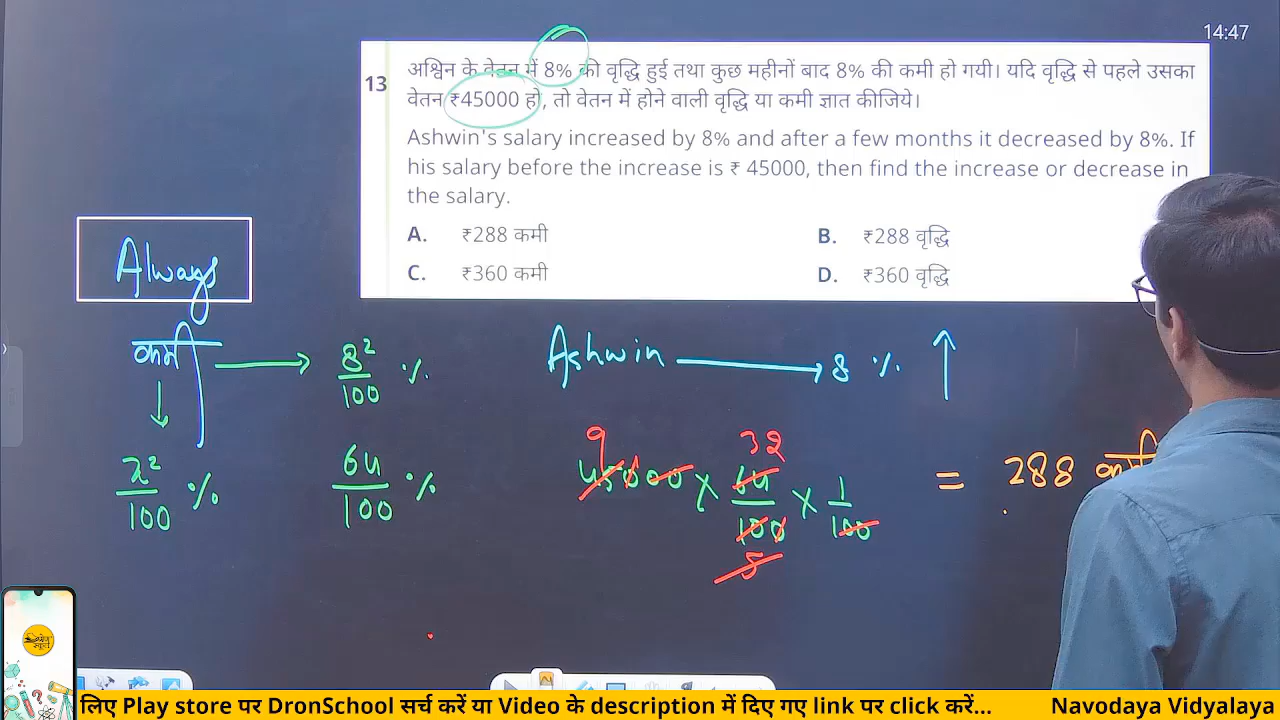 14:47
13
अश्विन के वेतन में 8% की वृद्धि हुई तथा कुछ महीनों बाद 8% की कमी हो गयी। यदि वृद्धि से पहले उसका
वेतन ₹45000 हो, तो वेतन में होने वाली वृद्धि या कमी ज्ञात कीजिये।
Ashwin's salary increased by 8% and after a few months it decreased by 8%. If
his salary before the increase is ₹ 45000, then find the increase or decrease in
the salary.
A. ₹288 कमी B. ₹288 वृद्धि
C. ₹360 कमी D. ₹360 वृद्धि
Always
कमी → 8²/100 %
Ashwin → 8 % ↑
x²/100 %
64/100 %
9 32
45000 × 64/100 × 1/100 = 288 कमी
5
लिए Play store पर DronSchool सर्च करें या Video के description में दिए गए link पर click करें... Navodaya Vidyalaya